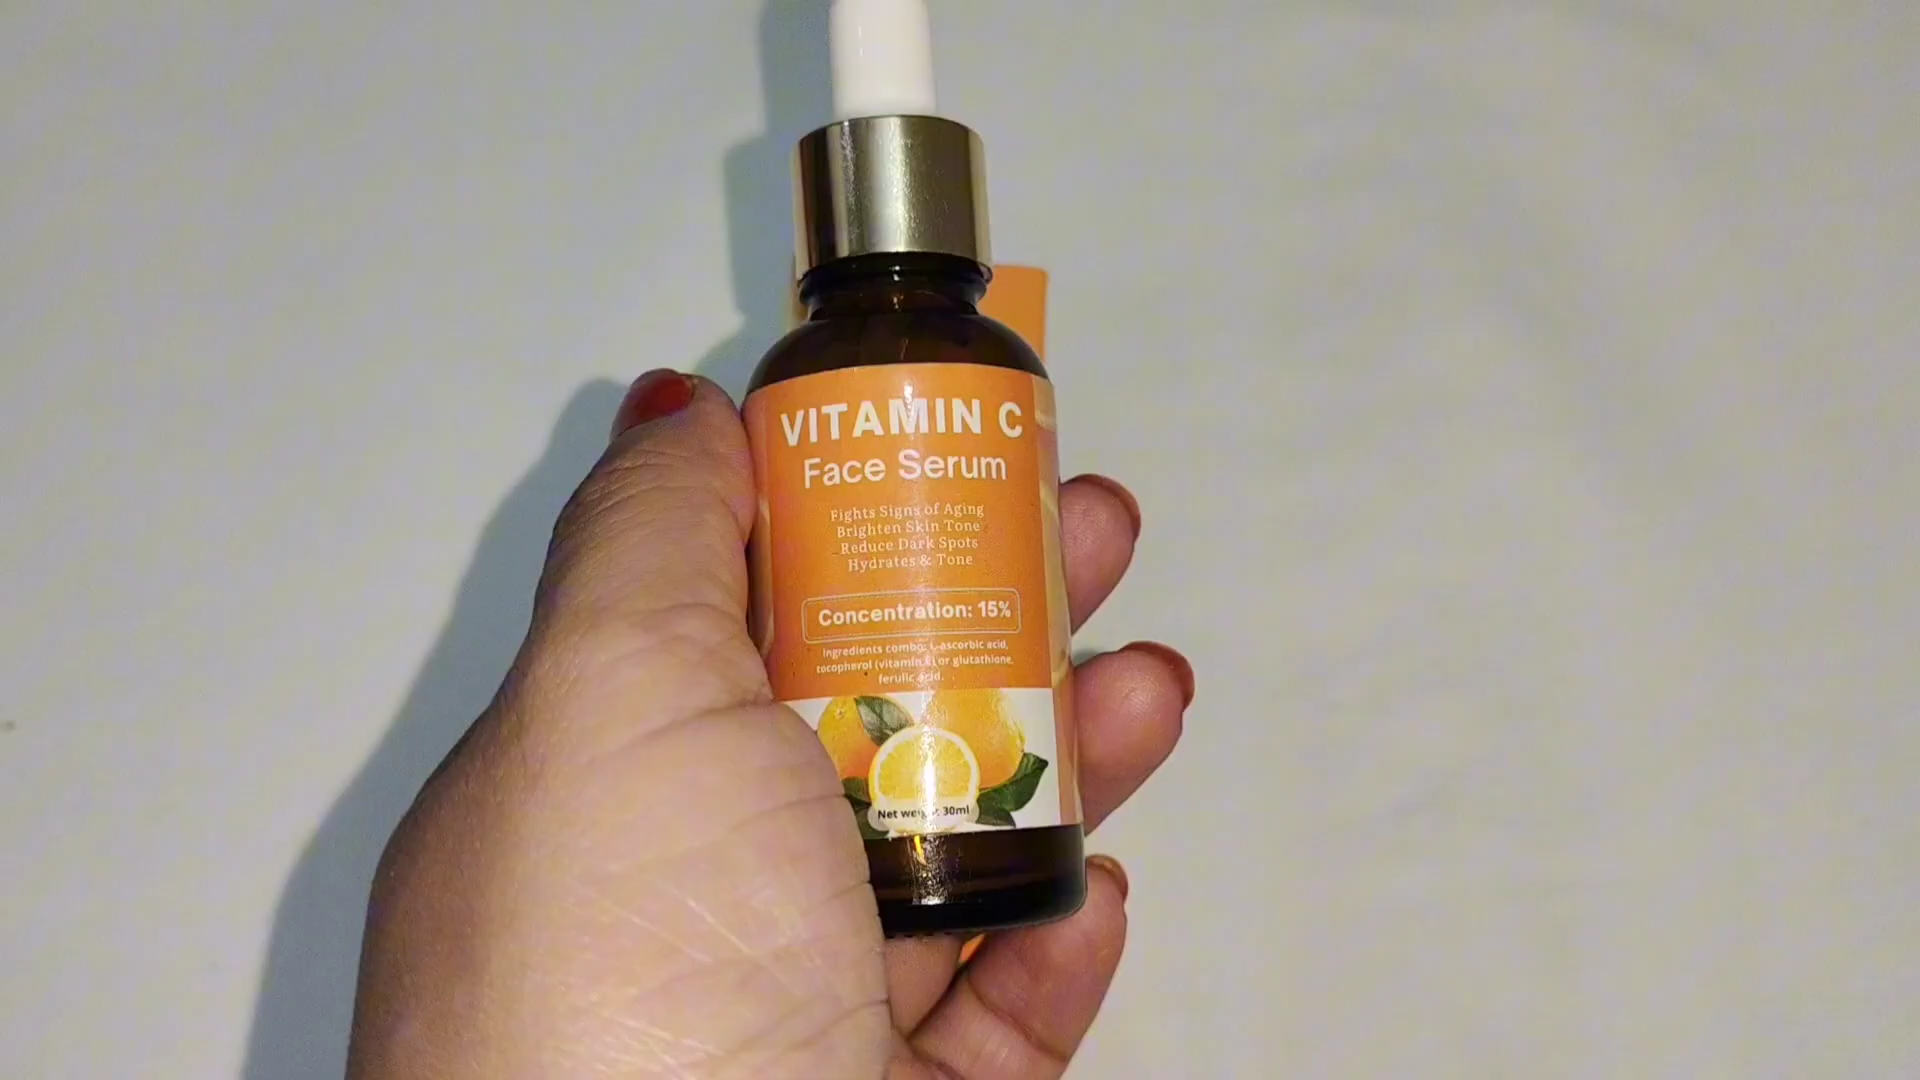 VITAMIN C
Face Serum
Fights Signs of Aging
Brighten Skin Tone
Reduce Dark Spots
Hydrates & Tone
Concentration: 15%
Ingredients combo: L-ascorbic acid,
tocopherol (vitamin E) or glutathione,
ferulic acid.
Net weight 30ml